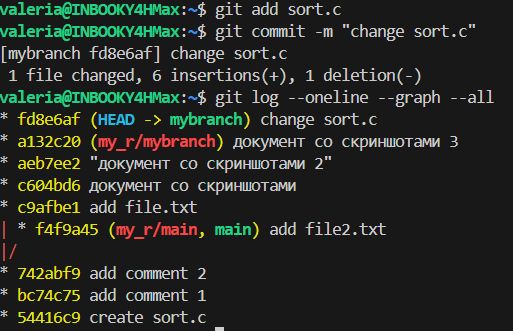 valeria@INBOOKY4HMax:~$ git add sort.c
valeria@INBOOKY4HMax:~$ git commit -m "change sort.c"
[mybranch fd8e6af] change sort.c
 1 file changed, 6 insertions(+), 1 deletion(-)
valeria@INBOOKY4HMax:~$ git log --oneline --graph --all
* fd8e6af (HEAD -> mybranch) change sort.c
* a132c20 (my_r/mybranch) документ со скриншотами 3
* aeb7ee2 "документ со скриншотами 2"
* c604bd6 документ со скриншотами
* c9afbe1 add file.txt
| * f4f9a45 (my_r/main, main) add file2.txt
|/
* 742abf9 add comment 2
* bc74c75 add comment 1
* 54416c9 create sort.c